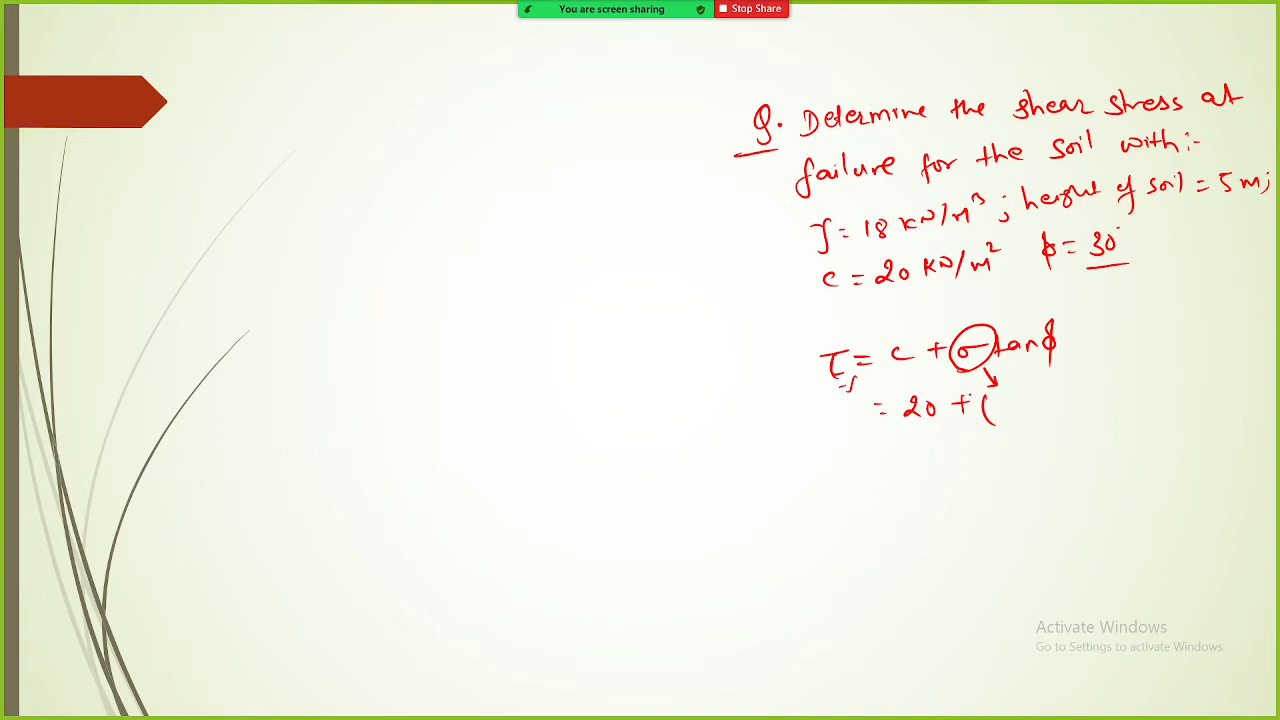 You are screen sharing
Stop Share
Q. Determine the shear stress at
failure for the soil with:-
γ = 18 KN/m³ ; height of soil = 5 m;
c = 20 KN/m² φ = 30°
τf = c + σ tan φ
= 20 + (
Activate Windows
Go to Settings to activate Windows.